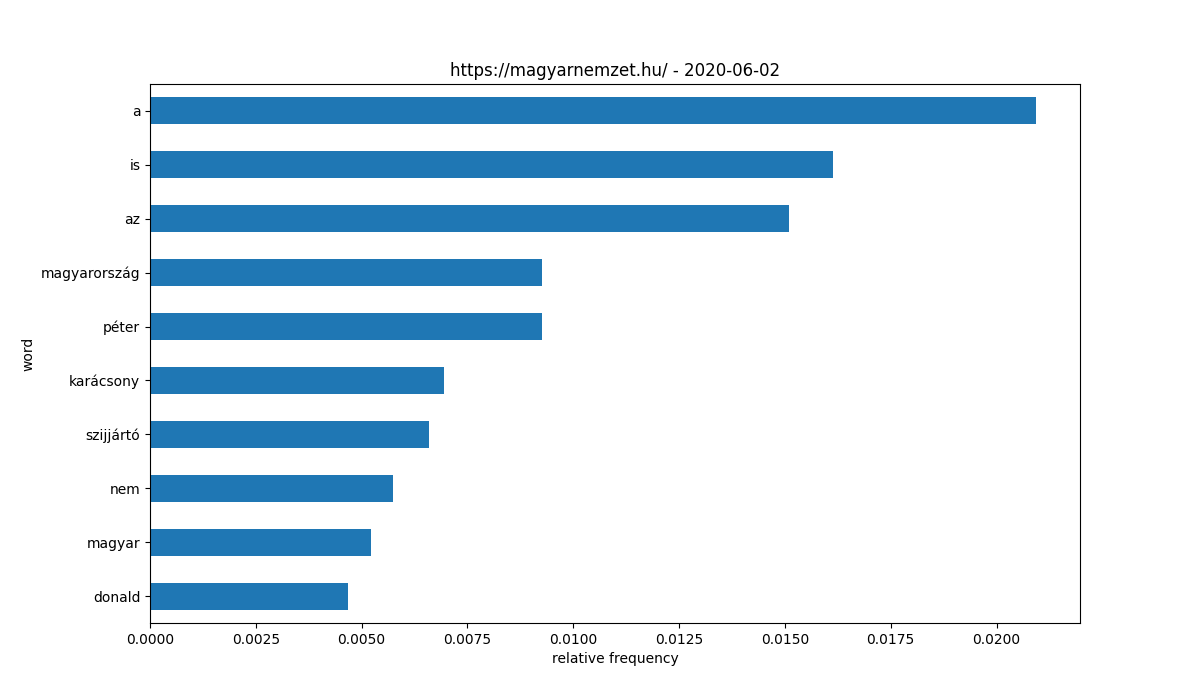 https://magyarnemzet.hu/ - 2020-06-02
a
is
az
magyarország
péter
karácsony
szijjártó
nem
magyar
donald
word
0.0000 0.0025 0.0050 0.0075 0.0100 0.0125 0.0150 0.0175 0.0200
relative frequency